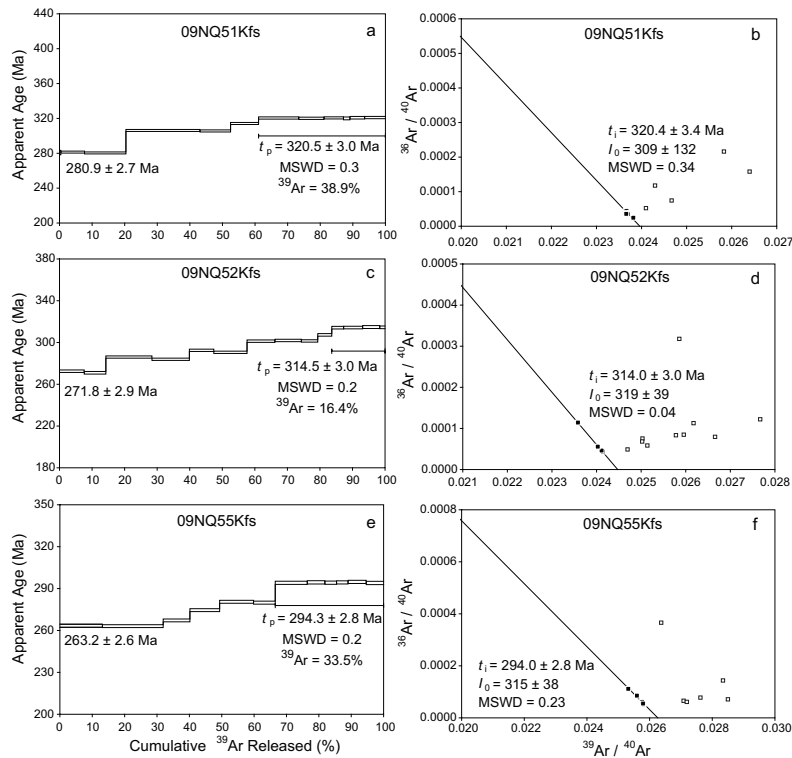 09NQ51Kfs
a
Apparent Age (Ma)
440
400
360
320
280
240
200
280.9 ± 2.7 Ma
t p = 320.5 ± 3.0 Ma
MSWD = 0.3
39Ar = 38.9%
0 10 20 30 40 50 60 70 80 90 100
09NQ51Kfs
b
36Ar / 40Ar
0.0006
0.0005
0.0004
0.0003
0.0002
0.0001
0.0000
t i = 320.4 ± 3.4 Ma
I 0 = 309 ± 132
MSWD = 0.34
0.020 0.021 0.022 0.023 0.024 0.025 0.026 0.027
09NQ52Kfs
c
Apparent Age (Ma)
380
340
300
260
220
180
271.8 ± 2.9 Ma
t p = 314.5 ± 3.0 Ma
MSWD = 0.2
39Ar = 16.4%
0 10 20 30 40 50 60 70 80 90 100
09NQ52Kfs
d
36Ar / 40Ar
0.0005
0.0004
0.0003
0.0002
0.0001
0.0000
t i = 314.0 ± 3.0 Ma
I 0 = 319 ± 39
MSWD = 0.04
0.021 0.022 0.023 0.024 0.025 0.026 0.027 0.028
09NQ55Kfs
e
Apparent Age (Ma)
350
320
290
260
230
200
263.2 ± 2.6 Ma
t p = 294.3 ± 2.8 Ma
MSWD = 0.2
39Ar = 33.5%
0 10 20 30 40 50 60 70 80 90 100
Cumulative 39Ar Released (%)
09NQ55Kfs
f
36Ar / 40Ar
0.0008
0.0006
0.0004
0.0002
0.0000
t i = 294.0 ± 2.8 Ma
I 0 = 315 ± 38
MSWD = 0.23
0.020 0.022 0.024 0.026 0.028 0.030
39Ar / 40Ar